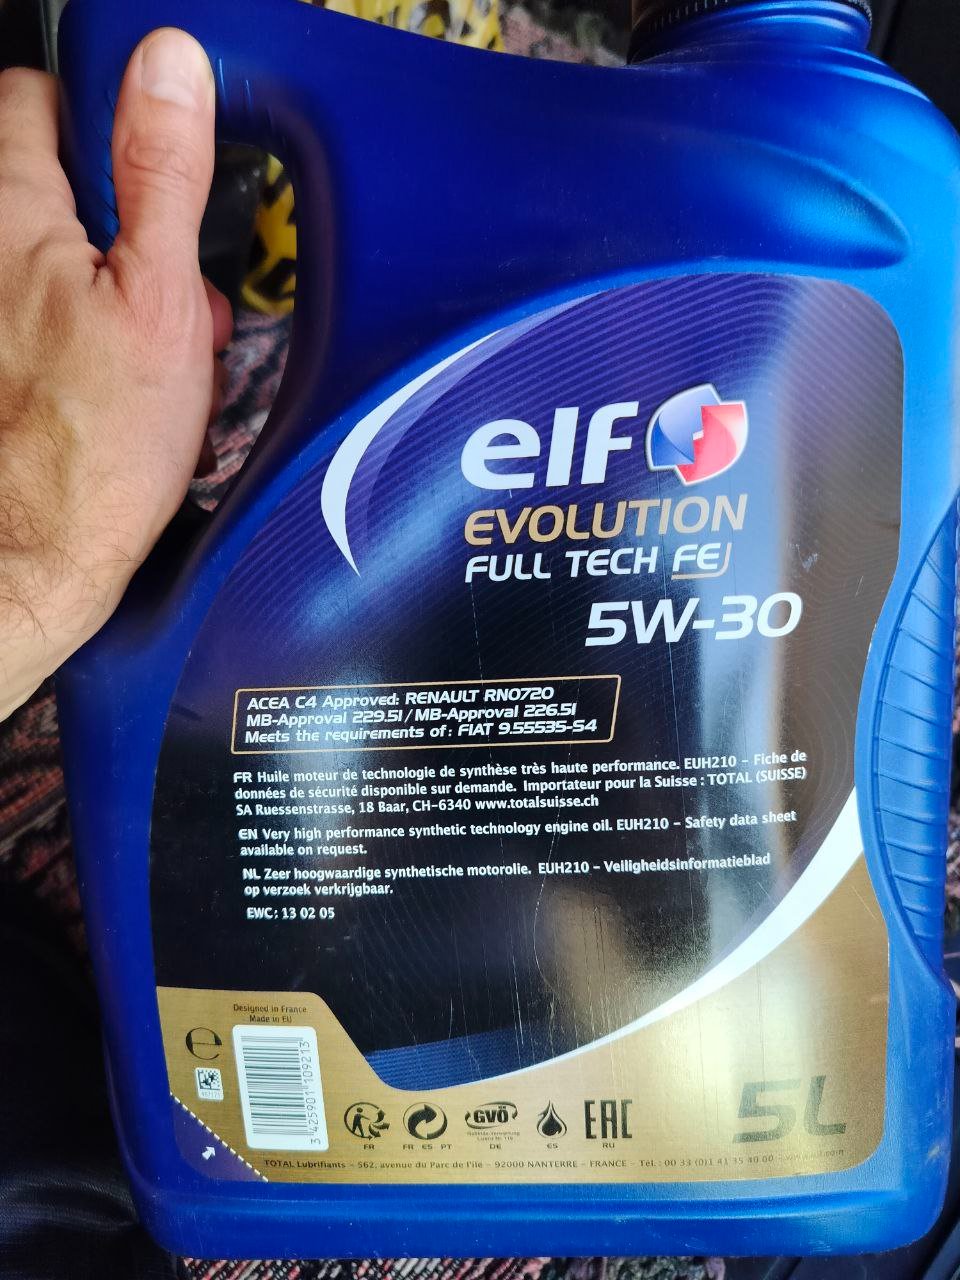 elf
EVOLUTION
FULL TECH FE
5W-30
ACEA C4 Approved: RENAULT RN0720
MB-Approval 229.51 / MB-Approval 226.51
Meets the requirements of: FIAT 9.55535-S4
FR Huile moteur de technologie de synthèse très haute performance. EUH210 – Fiche de
données de sécurité disponible sur demande. Importateur pour la Suisse : TOTAL (SUISSE)
SA Ruessenstrasse, 18 Baar, CH-6340 www.totalsuisse.ch
EN Very high performance synthetic technology engine oil. EUH210 – Safety data sheet
available on request.
NL Zeer hoogwaardige synthetische motorolie. EUH210 – Veiligheidsinformatieblad
op verzoek verkrijgbaar.
EWC: 13 02 05
Designed in France
Made in EU
e
3 425901 109213
GVÖ
EAC
FR
FR ES PT
DE
ES
RU
5L
TOTAL Lubrifiants – 562, avenue du Parc de l'île – 92000 NANTERRE – FRANCE – Tél.: 00 33 (0)1 41 35 40 00 –